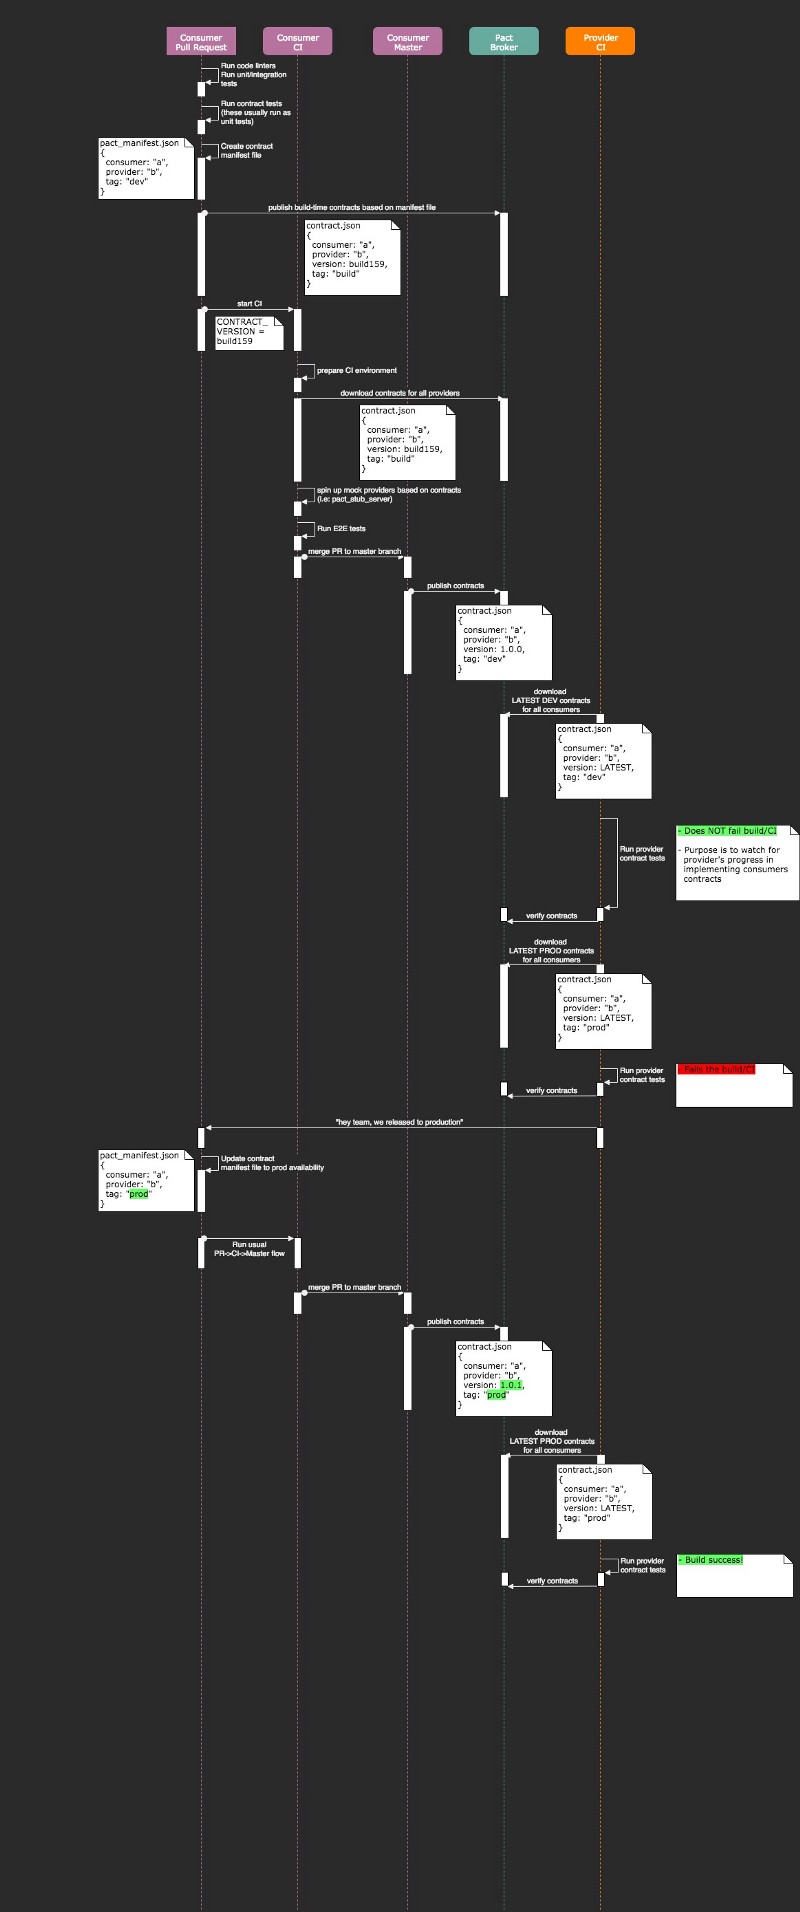 Consumer
Pull Request
Consumer
CI
Consumer
Master
Pact
Broker
Provider
CI
Run code linters
Run unit/integration
tests
Run contract tests
(these usually run as
unit tests)
Create contract
manifest file
pact_manifest.json
{
consumer: "a",
provider: "b",
tag: "dev"
}
publish build-time contracts based on manifest file
contract.json
{
consumer: "a",
provider: "b",
version: build159,
tag: "build"
}
start CI
CONTRACT_
VERSION =
build159
prepare CI environment
download contracts for all providers
contract.json
{
consumer: "a",
provider: "b",
version: build159,
tag: "build"
}
spin up mock providers based on contracts
(i.e: pact_stub_server)
Run E2E tests
merge PR to master branch
publish contracts
contract.json
{
consumer: "a",
provider: "b",
version: 1.0.0,
tag: "dev"
}
download
LATEST DEV contracts
for all consumers
contract.json
{
consumer: "a",
provider: "b",
version: LATEST,
tag: "dev"
}
Run provider
contract tests
- Does NOT fail build/CI
- Purpose is to watch for
provider's progress in
implementing consumers
contracts
verify contracts
download
LATEST PROD contracts
for all consumers
contract.json
{
consumer: "a",
provider: "b",
version: LATEST,
tag: "prod"
}
Run provider
contract tests
- Fails the build/CI
verify contracts
"hey team, we released to production"
pact_manifest.json
{
consumer: "a",
provider: "b",
tag: "prod"
}
Update contract
manifest file to prod availability
Run usual
PR->CI->Master flow
merge PR to master branch
publish contracts
contract.json
{
consumer: "a",
provider: "b",
version: 1.0.1,
tag: "prod"
}
download
LATEST PROD contracts
for all consumers
contract.json
{
consumer: "a",
provider: "b",
version: LATEST,
tag: "prod"
}
Run provider
contract tests
- Build success!
verify contracts